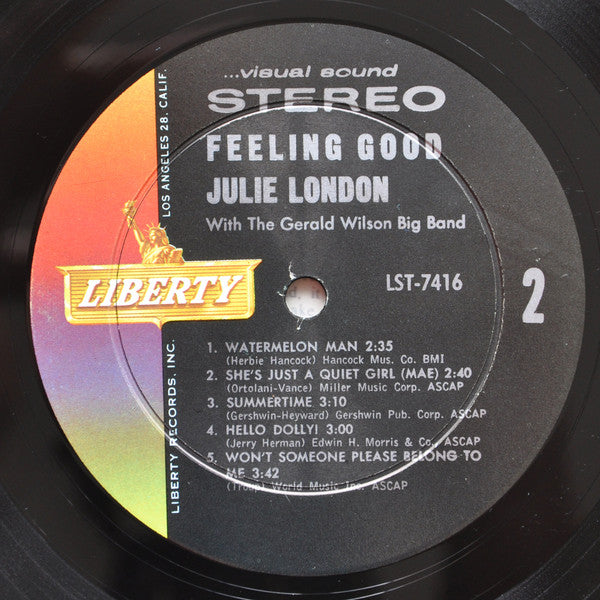 ...visual sound
STEREO
FEELING GOOD
JULIE LONDON
With The Gerald Wilson Big Band
LST-7416
2
1. WATERMELON MAN 2:35
(Herbie Hancock) Hancock Mus. Co. BMI
2. SHE'S JUST A QUIET GIRL (MAE) 2:40
(Ortolani-Vance) Miller Music Corp. ASCAP
3. SUMMERTIME 3:10
(Gershwin-Heyward) Gershwin Pub. Corp. ASCAP
4. HELLO DOLLY! 3:00
(Jerry Herman) Edwin H. Morris & Co., ASCAP
5. WON'T SOMEONE PLEASE BELONG TO
ME 3:42
(Troup) World Music Inc. ASCAP
LIBERTY
LIBERTY RECORDS, INC.
LOS ANGELES 28, CALIF.